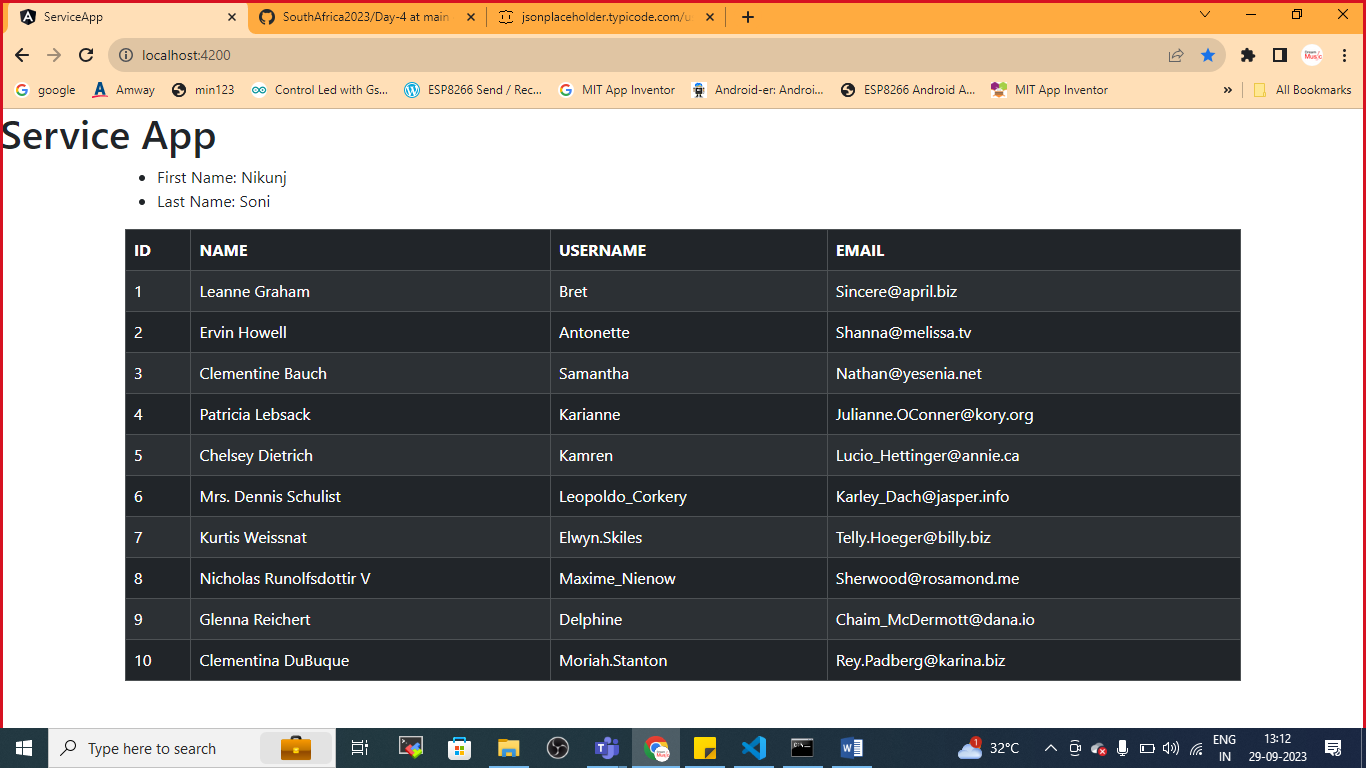 ServiceApp
SouthAfrica2023/Day-4 at main
jsonplaceholder.typicode.com/u
localhost:4200
google
Amway
min123
Control Led with Gs...
ESP8266 Send / Rec...
MIT App Inventor
Android-er: Androi...
ESP8266 Android A...
MIT App Inventor
»
All Bookmarks
Service App
• First Name: Nikunj
• Last Name: Soni
ID NAME USERNAME EMAIL
1 Leanne Graham Bret Sincere@april.biz
2 Ervin Howell Antonette Shanna@melissa.tv
3 Clementine Bauch Samantha Nathan@yesenia.net
4 Patricia Lebsack Karianne Julianne.OConner@kory.org
5 Chelsey Dietrich Kamren Lucio_Hettinger@annie.ca
6 Mrs. Dennis Schulist Leopoldo_Corkery Karley_Dach@jasper.info
7 Kurtis Weissnat Elwyn.Skiles Telly.Hoeger@billy.biz
8 Nicholas Runolfsdottir V Maxime_Nienow Sherwood@rosamond.me
9 Glenna Reichert Delphine Chaim_McDermott@dana.io
10 Clementina DuBuque Moriah.Stanton Rey.Padberg@karina.biz
Type here to search
1
32°C
ENG
IN
13:12
29-09-2023